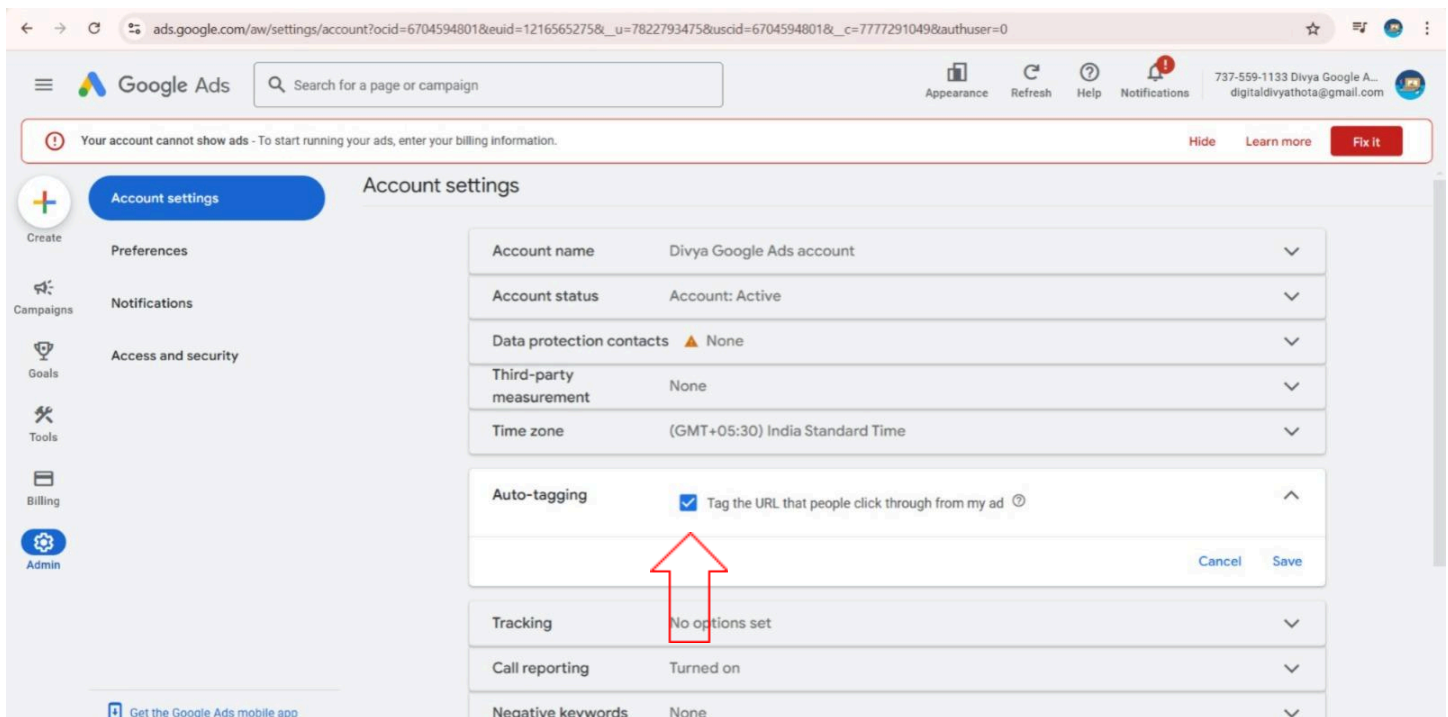 ads.google.com/aw/settings/account?ocid=6704594801&euid=1216565275&__u=7822793475&uscid=6704594801&__c=7777291049&authuser=0
Google Ads
Search for a page or campaign
Appearance
Refresh
Help
Notifications
737-559-1133 Divya Google A...
digitaldivyathota@gmail.com
Your account cannot show ads - To start running your ads, enter your billing information.
Hide
Learn more
Fix it
Create
Campaigns
Goals
Tools
Billing
Admin
Account settings
Preferences
Notifications
Access and security
Get the Google Ads mobile app
Account settings
Account name Divya Google Ads account
Account status Account: Active
Data protection contacts None
Third-party
measurement None
Time zone (GMT+05:30) India Standard Time
Auto-tagging Tag the URL that people click through from my ad
Cancel Save
Tracking No options set
Call reporting Turned on
Negative keywords None